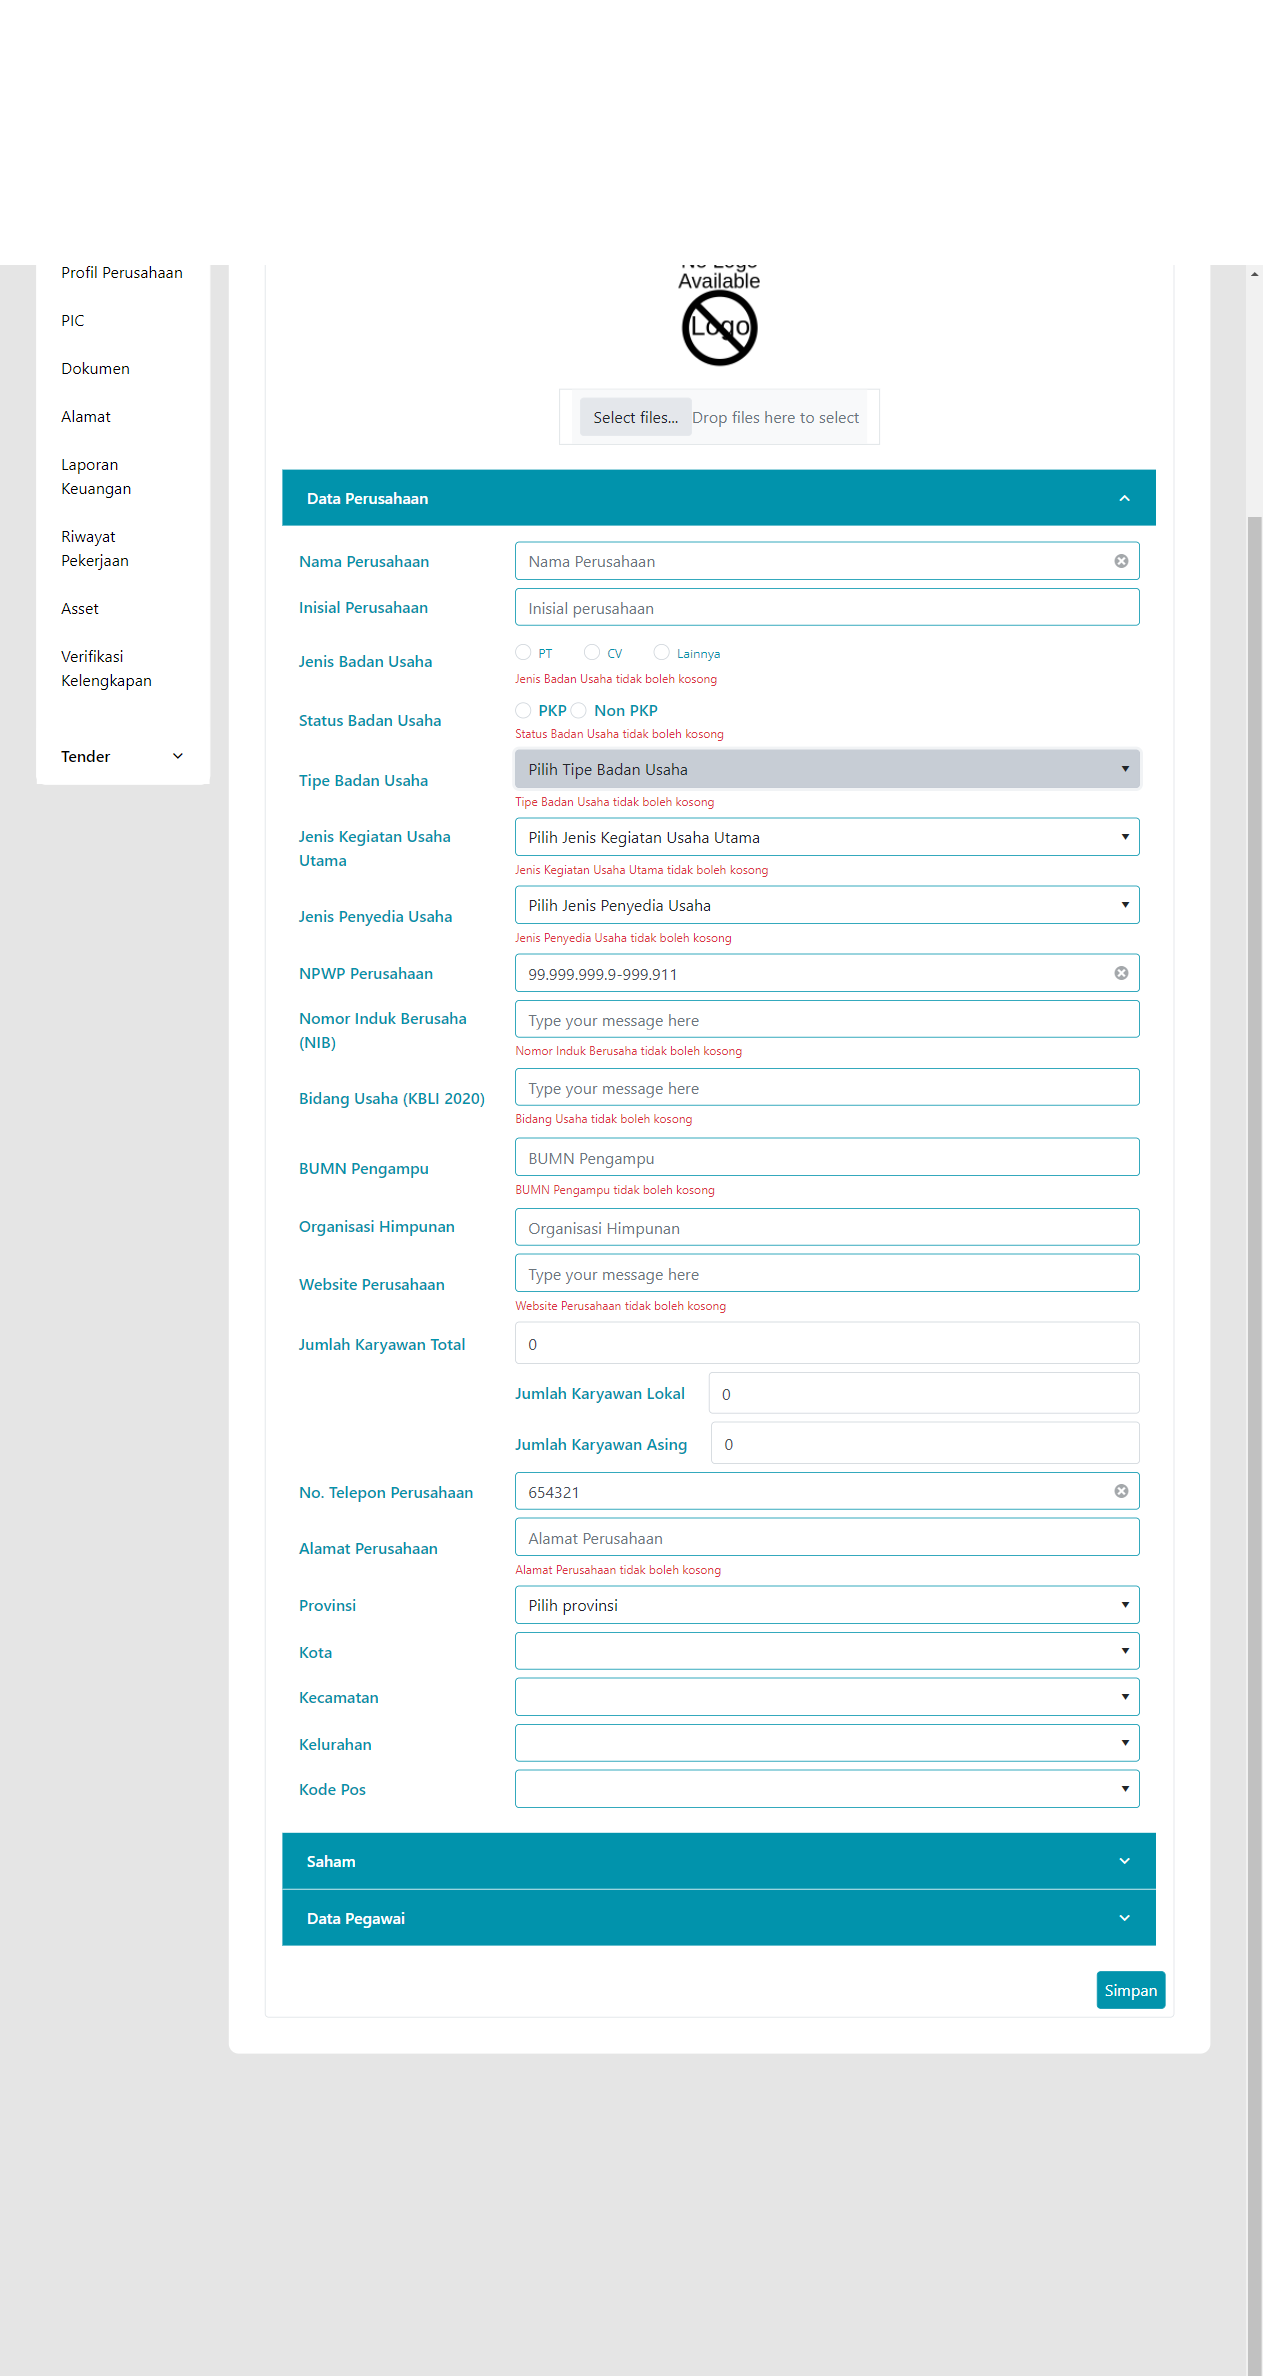 Profil Perusahaan
PIC
Dokumen
Alamat
Laporan
Keuangan
Riwayat
Pekerjaan
Asset
Verifikasi
Kelengkapan
Tender
No Logo
Available
Logo
Select files... Drop files here to select
Data Perusahaan
Nama Perusahaan Nama Perusahaan
Inisial Perusahaan Inisial perusahaan
Jenis Badan Usaha PT CV Lainnya
Jenis Badan Usaha tidak boleh kosong
Status Badan Usaha PKP Non PKP
Status Badan Usaha tidak boleh kosong
Tipe Badan Usaha Pilih Tipe Badan Usaha
Tipe Badan Usaha tidak boleh kosong
Jenis Kegiatan Usaha
Utama
Pilih Jenis Kegiatan Usaha Utama
Jenis Kegiatan Usaha Utama tidak boleh kosong
Jenis Penyedia Usaha Pilih Jenis Penyedia Usaha
Jenis Penyedia Usaha tidak boleh kosong
NPWP Perusahaan 99.999.999.9-999.911
Nomor Induk Berusaha
(NIB)
Type your message here
Nomor Induk Berusaha tidak boleh kosong
Bidang Usaha (KBLI 2020) Type your message here
Bidang Usaha tidak boleh kosong
BUMN Pengampu BUMN Pengampu
BUMN Pengampu tidak boleh kosong
Organisasi Himpunan Organisasi Himpunan
Website Perusahaan Type your message here
Website Perusahaan tidak boleh kosong
Jumlah Karyawan Total 0
Jumlah Karyawan Lokal 0
Jumlah Karyawan Asing 0
No. Telepon Perusahaan 654321
Alamat Perusahaan Alamat Perusahaan
Alamat Perusahaan tidak boleh kosong
Provinsi Pilih provinsi
Kota
Kecamatan
Kelurahan
Kode Pos
Saham
Data Pegawai
Simpan